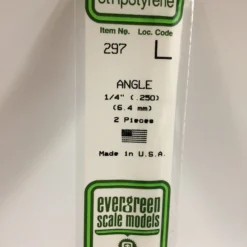 Item No. Loc. Code
297 L
ANGLE
1/4" (.250)
(6.4 mm)
2 Pieces
Made in U.S.A.
evergreen
scale models